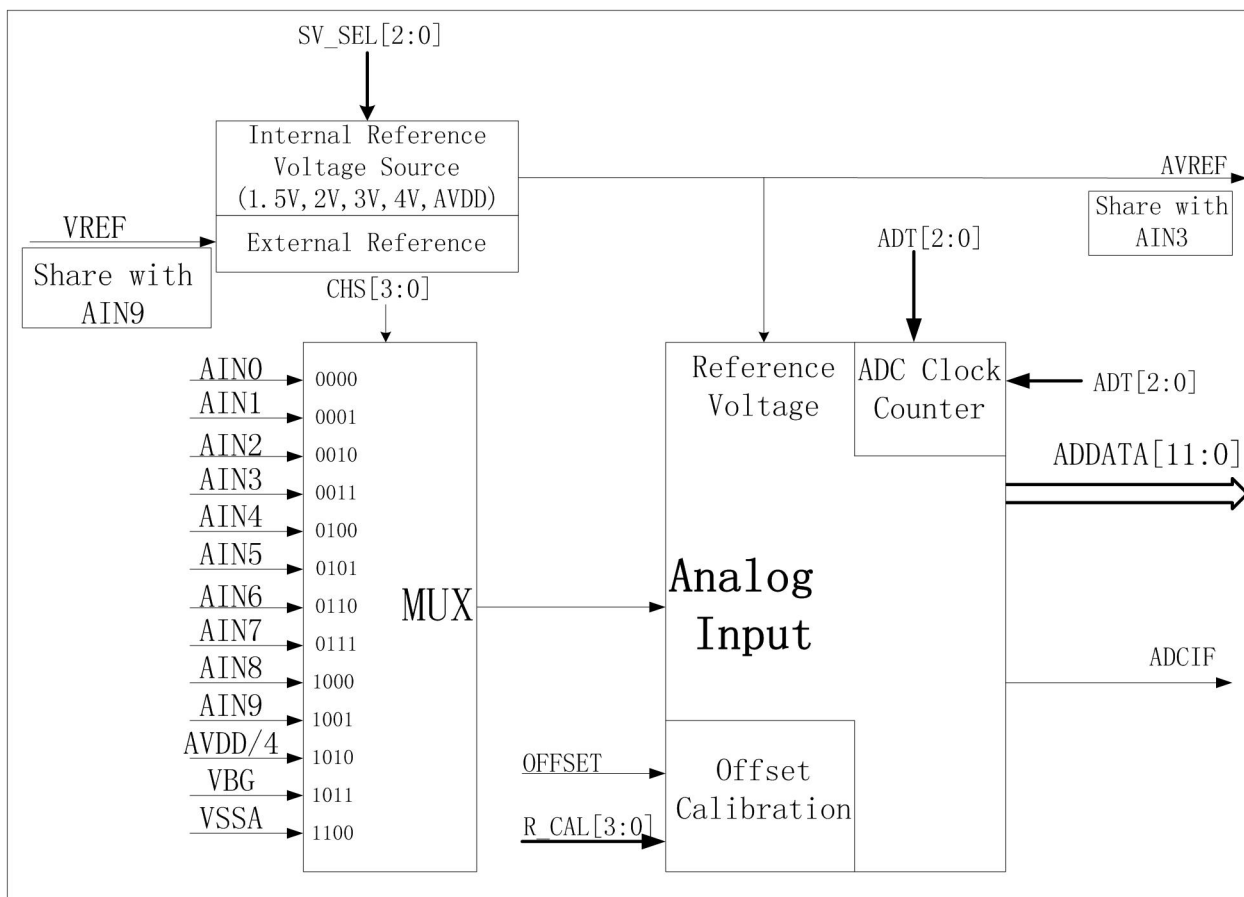 SV_SEL[2:0]
Internal Reference
Voltage Source
(1.5V,2V,3V,4V,AVDD)
External Reference
VREF
Share with
AIN9
AVREF
Share with
AIN3
CHS[3:0]
ADT[2:0]
AIN0 0000
AIN1 0001
AIN2 0010
AIN3 0011
AIN4 0100
AIN5 0101
AIN6 0110
AIN7 0111
AIN8 1000
AIN9 1001
AVDD/4 1010
VBG 1011
VSSA 1100
MUX
Reference
Voltage
ADC Clock
Counter
ADT[2:0]
ADDATA[11:0]
Analog
Input
ADCIF
OFFSET
R_CAL[3:0]
Offset
Calibration